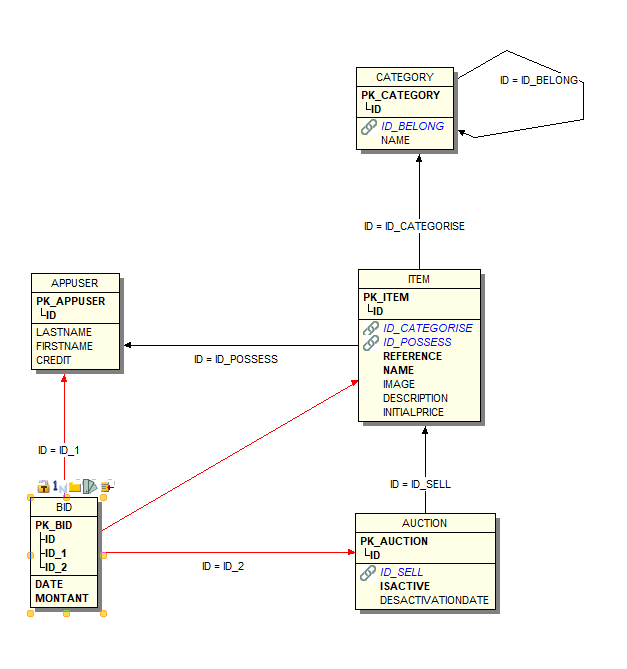 CATEGORY
PK_CATEGORY
ID
ID_BELONG
NAME
ID = ID_BELONG
ID = ID_CATEGORISE
APPUSER
PK_APPUSER
ID
LASTNAME
FIRSTNAME
CREDIT
ITEM
PK_ITEM
ID
ID_CATEGORISE
ID_POSSESS
REFERENCE
NAME
IMAGE
DESCRIPTION
INITIALPRICE
ID = ID_POSSESS
ID = ID_1
ID = ID_SELL
BID
PK_BID
ID
ID_1
ID_2
DATE
MONTANT
ID = ID_2
AUCTION
PK_AUCTION
ID
ID_SELL
ISACTIVE
DESACTIVATIONDATE